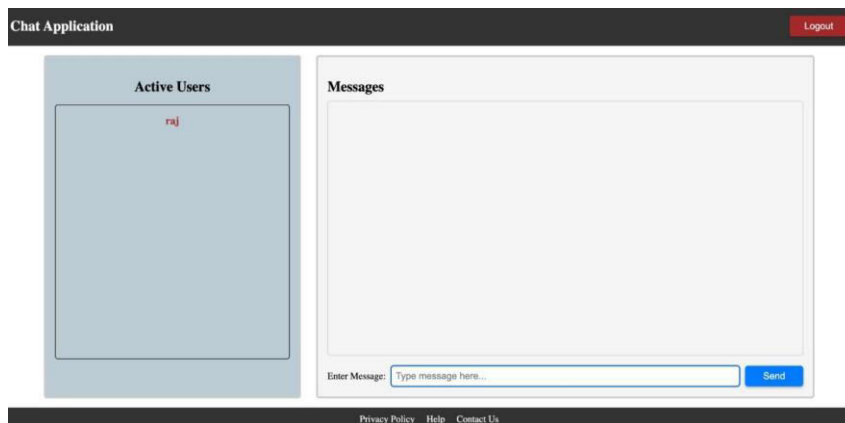 Chat Application
Logout
Active Users
raj
Messages
Enter Message: Type message here... Send
Privacy Policy Help Contact Us